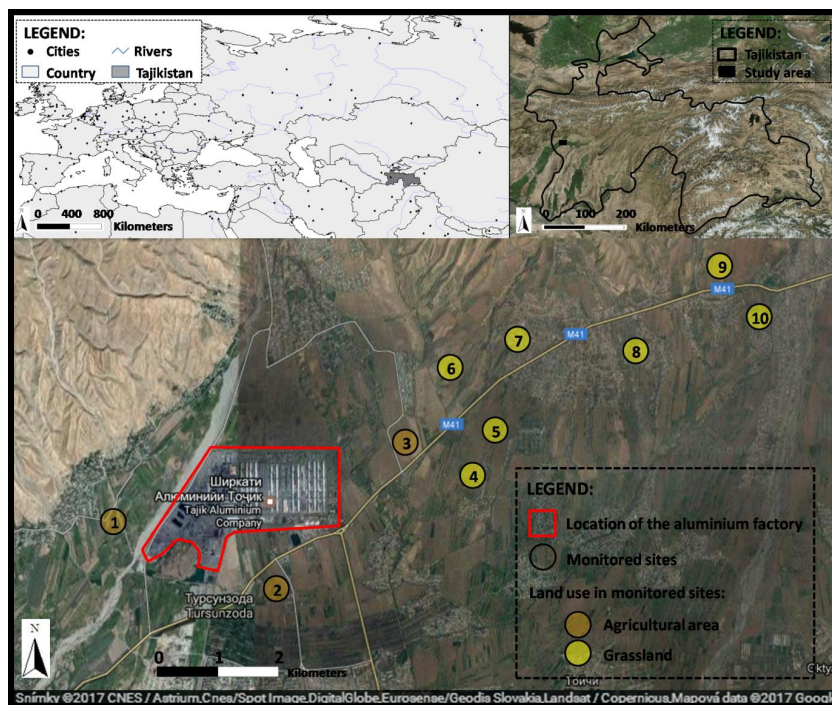 LEGEND:
Cities
Rivers
Country
Tajikistan
0 400 800
Kilometers
LEGEND:
Tajikistan
Study area
N
0 100 200
Kilometers
9
M41
10
7
M41
8
6
M41
5
3
4
Ширкати
Алюминийи Тоҷик
Tajik Aluminium
Company
1
2
Турсунзода
Tursunzoda
LEGEND:
Location of the aluminium factory
Monitored sites
Land use in monitored sites:
Agricultural area
Grassland
N
0 1 2
Kilometers
Тоичи
Snímky ©2017 CNES / Astrium,Cnes/Spot Image,DigitalGlobe,Eurosense/Geodis Slovakia,Landsat / Copernicus,Mapová data ©2017 Google